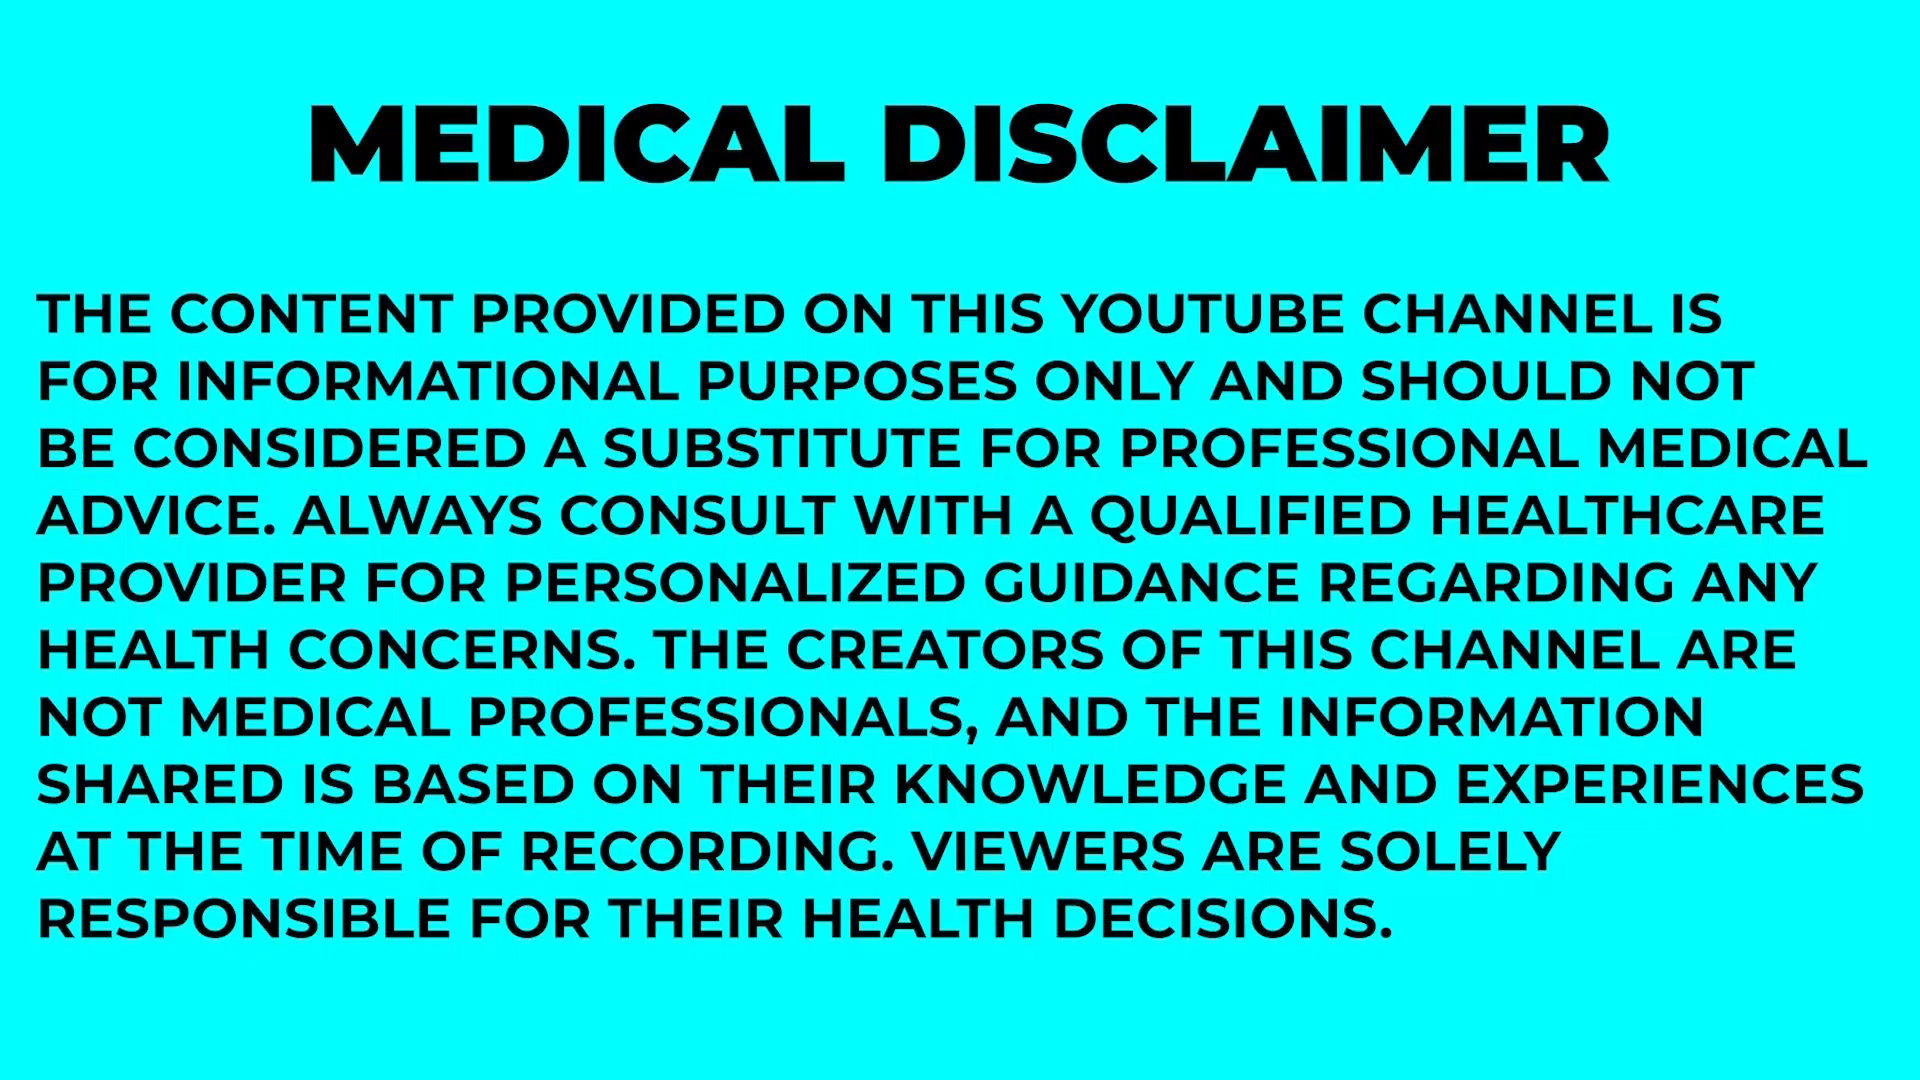 MEDICAL DISCLAIMER
THE CONTENT PROVIDED ON THIS YOUTUBE CHANNEL IS
FOR INFORMATIONAL PURPOSES ONLY AND SHOULD NOT
BE CONSIDERED A SUBSTITUTE FOR PROFESSIONAL MEDICAL
ADVICE. ALWAYS CONSULT WITH A QUALIFIED HEALTHCARE
PROVIDER FOR PERSONALIZED GUIDANCE REGARDING ANY
HEALTH CONCERNS. THE CREATORS OF THIS CHANNEL ARE
NOT MEDICAL PROFESSIONALS, AND THE INFORMATION
SHARED IS BASED ON THEIR KNOWLEDGE AND EXPERIENCES
AT THE TIME OF RECORDING. VIEWERS ARE SOLELY
RESPONSIBLE FOR THEIR HEALTH DECISIONS.